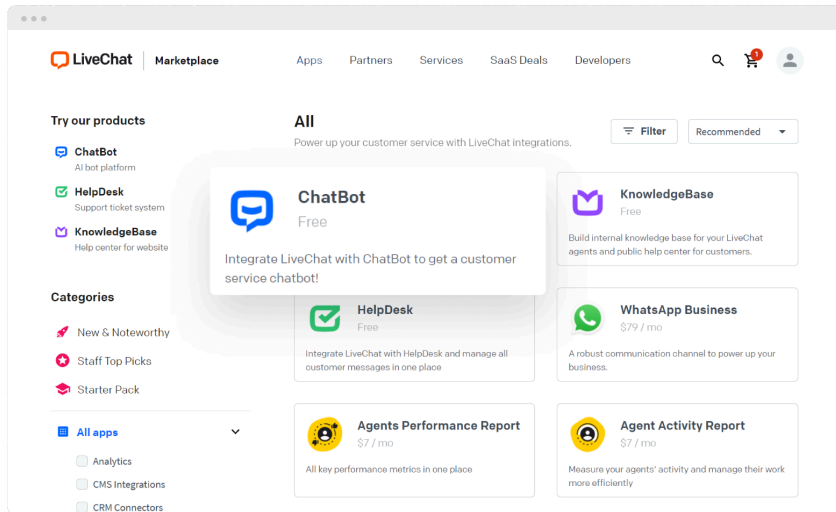 LiveChat Marketplace
Apps Partners Services SaaS Deals Developers
1
Try our products
ChatBot
AI bot platform
HelpDesk
Support ticket system
KnowledgeBase
Help center for website
Categories
New & Noteworthy
Staff Top Picks
Starter Pack
All apps
Analytics
CMS Integrations
CRM Connectors
All
Power up your customer service with LiveChat integrations.
Filter
Recommended
ChatBot
Free
Integrate LiveChat with ChatBot to get a customer
service chatbot!
KnowledgeBase
Free
Build internal knowledge base for your LiveChat
agents and public help center for customers.
HelpDesk
Free
Integrate LiveChat with HelpDesk and manage all
customer messages in one place
WhatsApp Business
$79 / mo
A robust communication channel to power up your
business.
Agents Performance Report
$7 / mo
All key performance metrics in one place
Agent Activity Report
$7 / mo
Measure your agents' activity and manage their work
more efficiently